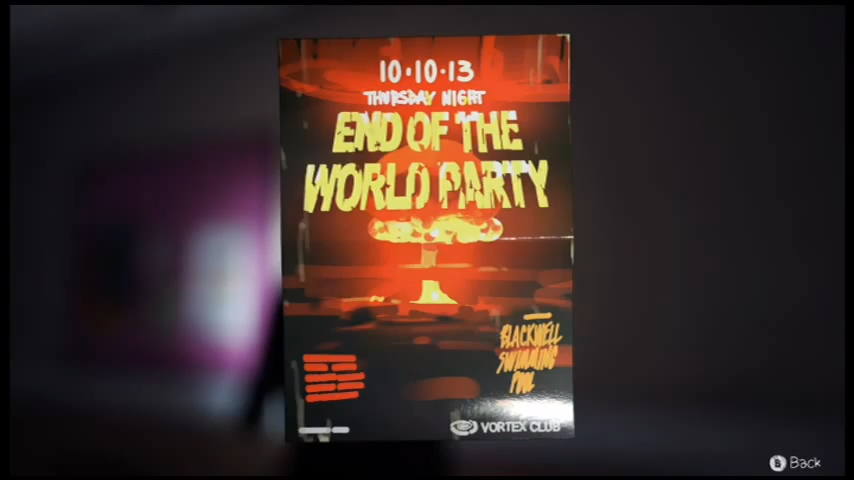 10·10·13
THURSDAY NIGHT
END OF THE
WORLD PARTY
BLACKWELL
SWIMMING
POOL
VORTEX CLUB
B Back